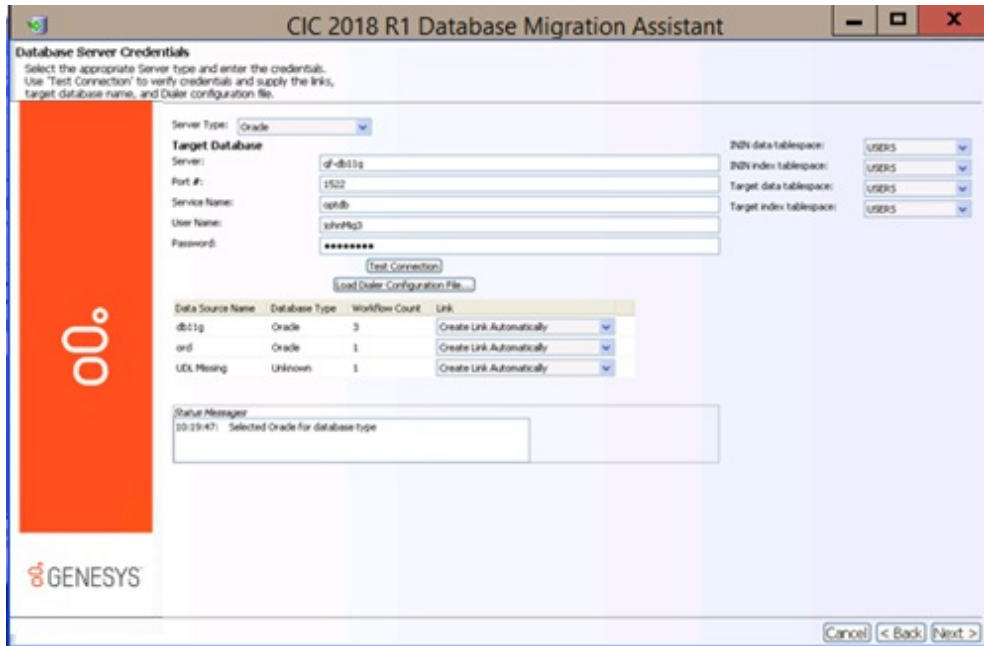 CIC 2018 R1 Database Migration Assistant
Database Server Credentials
Select the appropriate Server type and enter the credentials.
Use 'Test Connection' to verify credentials and supply the links,
target database name, and Dialer configuration file.
Server Type: Oracle
Target Database
Server: qf-db11g
Port #: 1522
Service Name: optdb
User Name: johnMig3
Password: ●●●●●●●●
ININ data tablespace: USERS
ININ index tablespace: USERS
Target data tablespace: USERS
Target index tablespace: USERS
Test Connection
Load Dialer Configuration File...
Data Source Name Database Type Workflow Count Link
db11g Oracle 3 Create Link Automatically
ord Oracle 1 Create Link Automatically
UDL Missing Unknown 1 Create Link Automatically
Status Messages
10:19:47: Selected Oracle for database type
GENESYS
Cancel < Back Next >